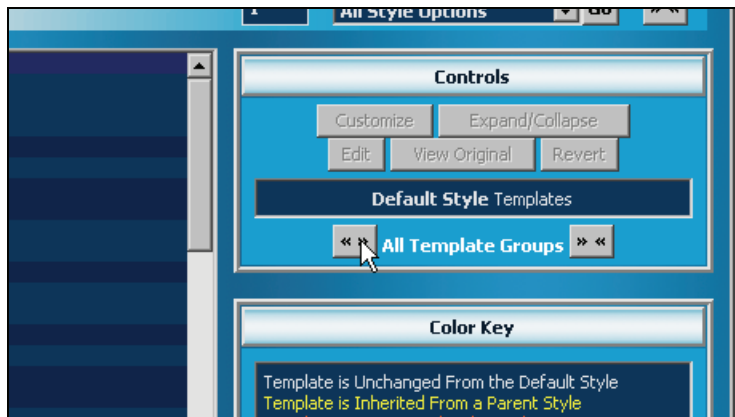 1 All Style Options Go » «
Controls
Customize Expand/Collapse
Edit View Original Revert
Default Style Templates
« » All Template Groups » «
Color Key
Template is Unchanged From the Default Style
Template is Inherited From a Parent Style